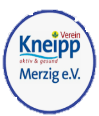 Verein
Kneipp
aktiv & gesund
Merzig e.V.